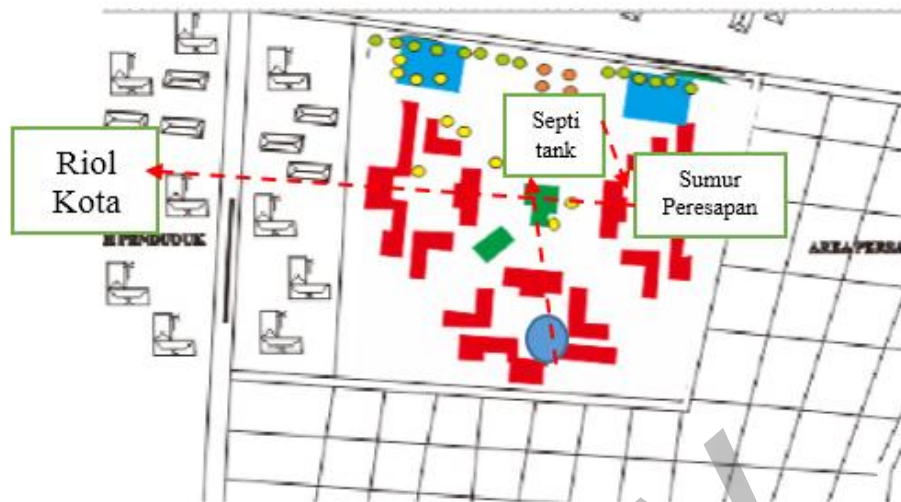 Septi
tank
Riol
Kota
Sumur
Peresapan
H PENDUDUK
AREA PERSA